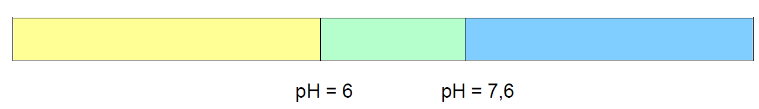 pH = 6 pH = 7,6